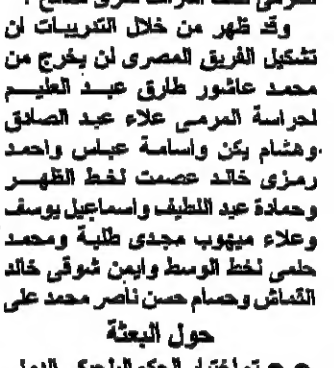 وقد ظهر من خلال التدريبات ان
تشكيل الفريق المصرى لن يخرج من
محمد عاشور طارق عبد العليم
لحراسة المرمى علاء عبد الصادق
وهشام يكن واسامة عباس واحمد
رمزى خالد عصمت لخط الظهر
وحمادة عبد اللطيف واسماعيل يوسف
وعلاء ميهوب مجدى طلبة ومحمد
حلمى لخط الوسط وايمن شوقى خالد
القماش وحسام حسن ناصر محمد على
حول البعثة